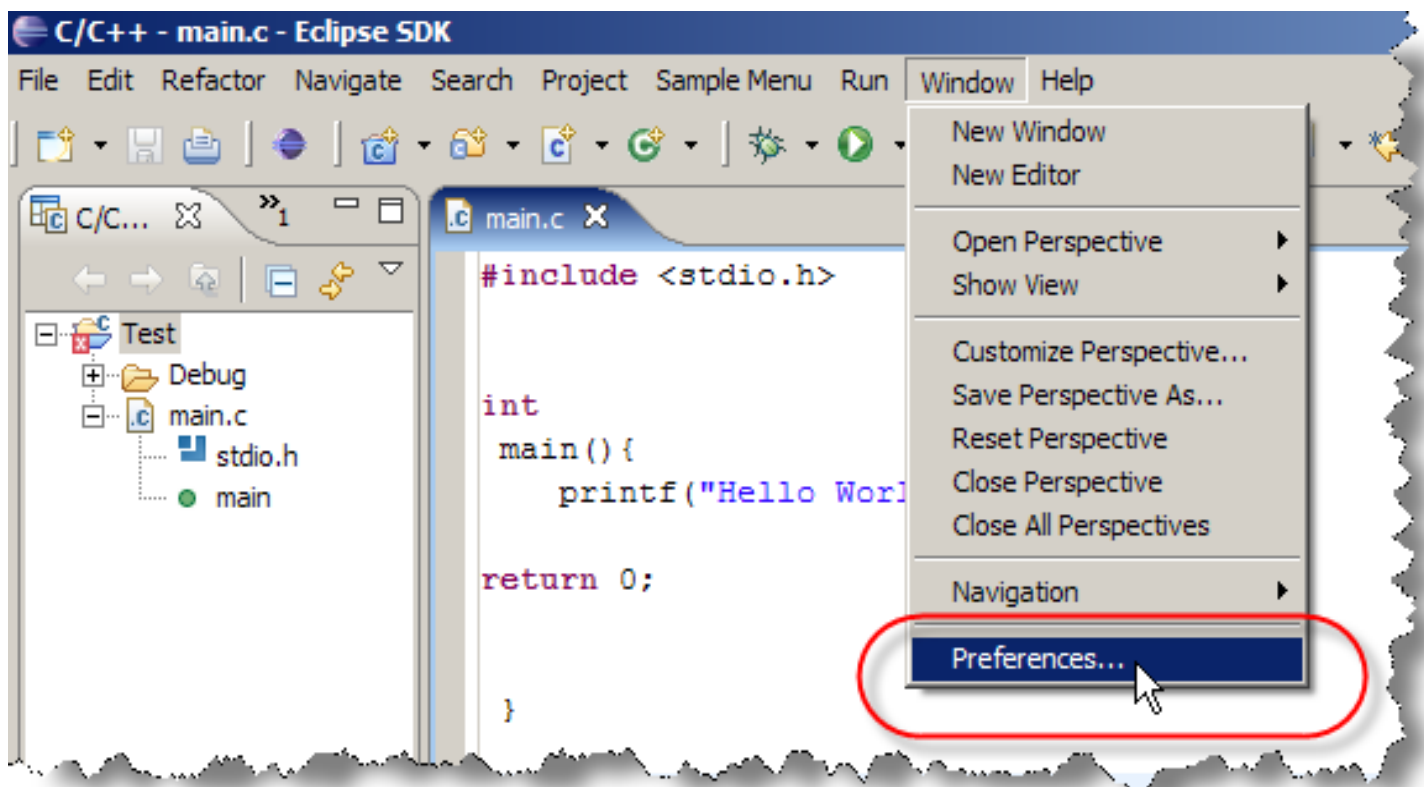 C/C++ - main.c - Eclipse SDK
File Edit Refactor Navigate Search Project Sample Menu Run Window Help
C/C... »1
main.c
Test
Debug
main.c
stdio.h
main
#include <stdio.h>
int
main(){
printf("Hello Worl
return 0;
}
New Window
New Editor
Open Perspective
Show View
Customize Perspective...
Save Perspective As...
Reset Perspective
Close Perspective
Close All Perspectives
Navigation
Preferences...